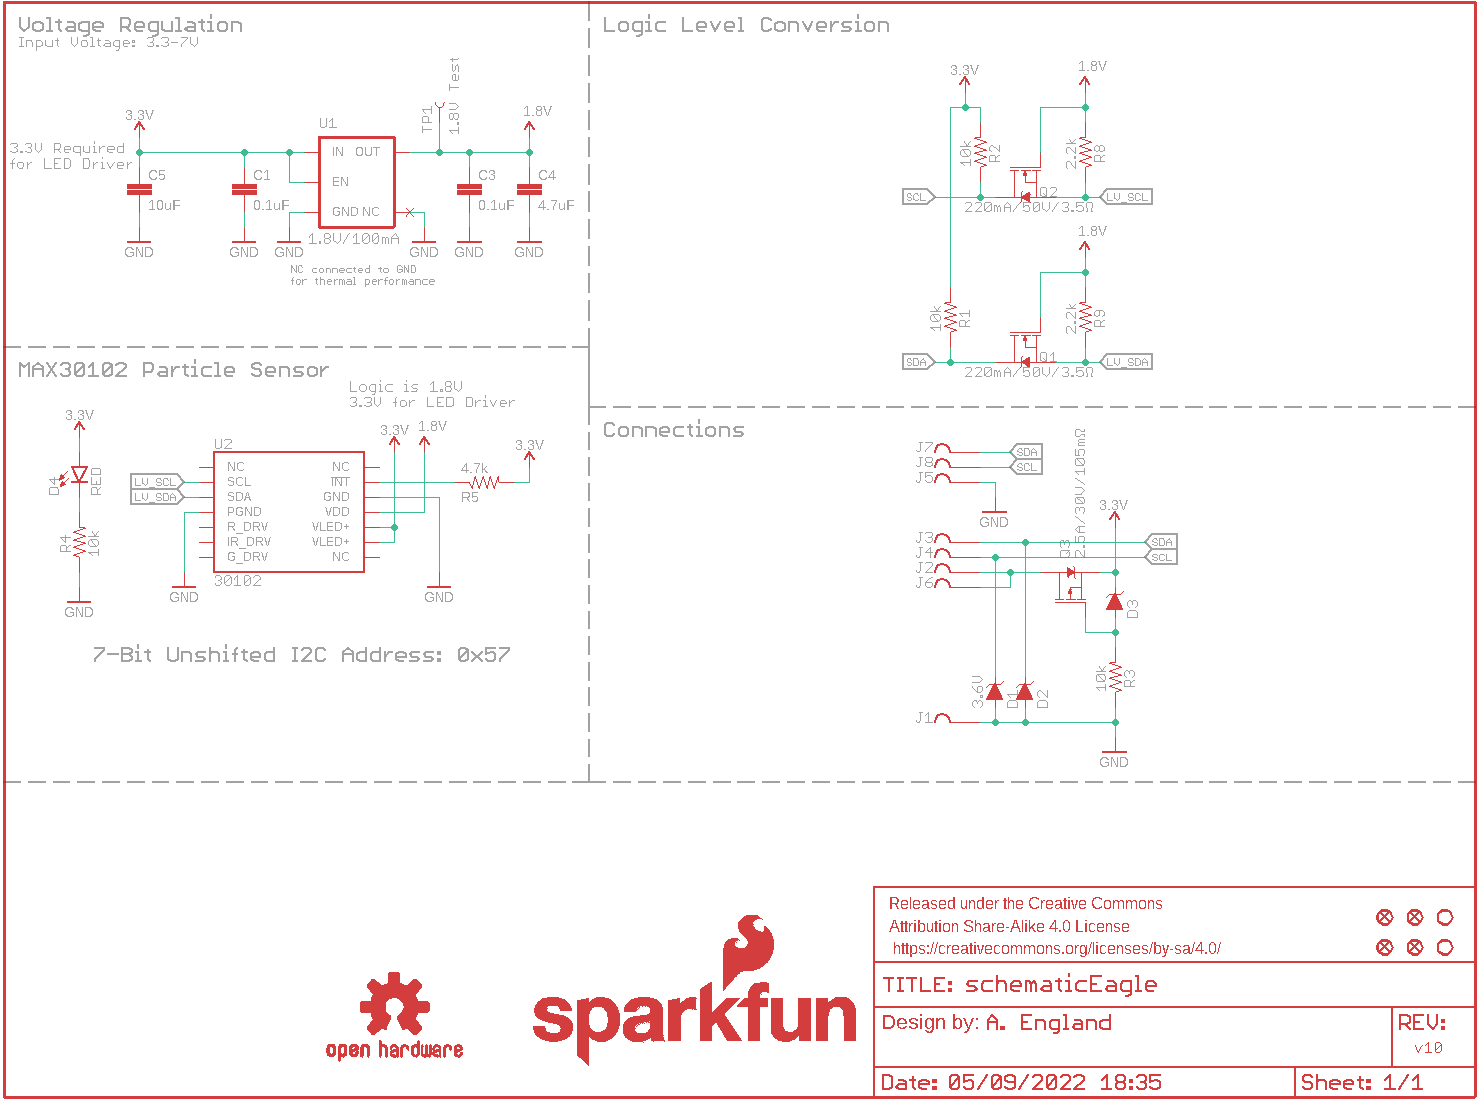 Voltage Regulation
Input Voltage: 3.3-7V
3.3V
3.3V Required
for LED Driver
C5
10uF
GND
C1
0.1uF
GND
GND
U1
IN OUT
EN
GND NC
1.8V/100mA
NC connected to GND
for thermal performance
GND
TP1
1.8V Test
C3
0.1uF
GND
1.8V
C4
4.7uF
GND
Logic Level Conversion
3.3V
1.8V
10k
R2
2.2k
R8
SCL
Q2
LV_SCL
220mA/50V/3.5Ω
1.8V
10k
R1
2.2k
R9
SDA
Q1
LV_SDA
220mA/50V/3.5Ω
MAX30102 Particle Sensor
Logic is 1.8V
3.3V for LED Driver
3.3V
D4
RED
R4
10k
GND
LV_SCL
LV_SDA
GND
U2
NC
SCL
SDA
PGND
R_DRV
IR_DRV
G_DRV
NC
INT
GND
VDD
VLED+
VLED+
NC
30102
3.3V
1.8V
4.7k
R5
3.3V
GND
7-Bit Unshifted I2C Address: 0x57
Connections
J7
SDA
J8
SCL
J5
GND
J3
SDA
J4
SCL
J2
J6
Q3
2.5A/30V/105mΩ
3.3V
D3
10k
R3
3.6V
D1
D2
J1
GND
Released under the Creative Commons
Attribution Share-Alike 4.0 License
https://creativecommons.org/licenses/by-sa/4.0/
TITLE: schematicEagle
Design by: A. England
REV:
v10
Date: 05/09/2022 18:35
Sheet: 1/1
open hardware
sparkfun